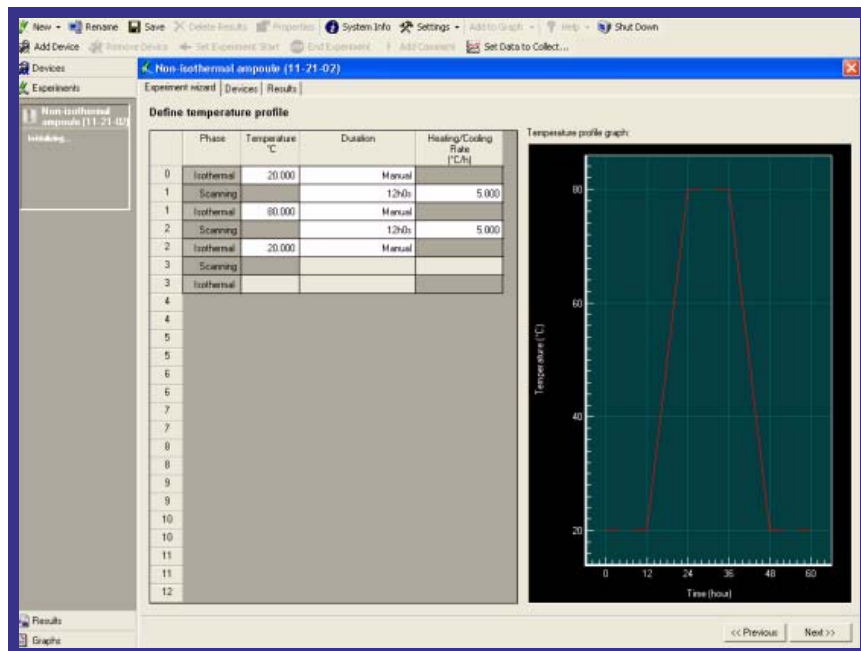 New Rename Save Delete Results Properties System Info Settings Add to Graph Help Shut Down
Add Device Remove Device Set Experiment Start End Experiment Add Comment Set Data to Collect...
Devices
Experiments
Non-isothermal
ampoule (11-21-02)
Initializing...
Results
Graphs
Non-isothermal ampoule (11-21-02)
Experiment wizard Devices Results
Define temperature profile
Phase Temperature Duration Heating/Cooling
°C Rate
(°C/h)
0 Isothermal 20.000 Manual
1 Scanning 12h0s 5.000
1 Isothermal 80.000 Manual
2 Scanning 12h0s 5.000
2 Isothermal 20.000 Manual
3 Scanning
3 Isothermal
4
4
5
5
6
6
7
7
8
8
9
9
10
10
11
11
12
Temperature profile graph:
80
60
40
20
Temperature (°C)
0 12 24 36 48 60
Time (hour)
<< Previous Next >>